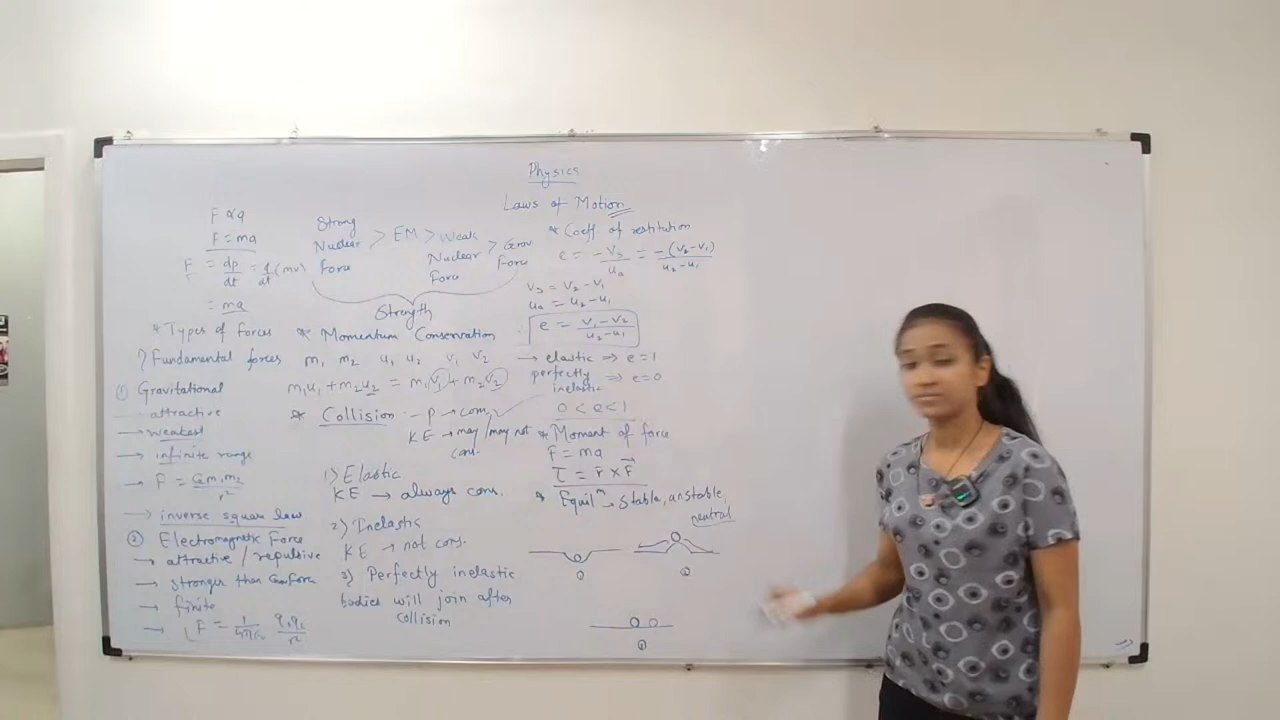 Physics
Laws of Motion
F ∝ a
F = ma
F = dp/dt = d/dt (mv)
= ma
Strong Nuclear Force > EM > Weak Nuclear Force > Grav Force
Strength
* Types of Forces
1) Fundamental forces
① Gravitational
→ attractive
→ weakest
→ infinite range
→ F = Gm₁m₂/r²
→ inverse square law
② Electromagnetic Force
→ attractive / repulsive
→ stronger than G.force
→ finite
→ F = 1/4πε₀ q₁q₂/r²
* Momentum Conservation
m₁ m₂ u₁ u₂ v₁ v₂
m₁u₁ + m₂u₂ = m₁v₁ + m₂v₂
* Collision - P → cons.
KE → may/may not
cons.
1) Elastic
KE → always cons.
2) Inelastic
KE → not cons.
3) Perfectly inelastic
bodies will join after
collision
* Coeff. of restitution
e = -vₛ/uₐ = -(v₂-v₁)/u₂-u₁
vₛ = v₂ - v₁
uₐ = u₂ - u₁
e = v₁-v₂/u₂-u₁
→ elastic ⇒ e = 1
perfectly
inelastic ⇒ e = 0
0 < e < 1
* Moment of force
F = ma
τ = r̄ × F⃗
* Equilᵐ → stable, unstable,
neutral
①
②
③